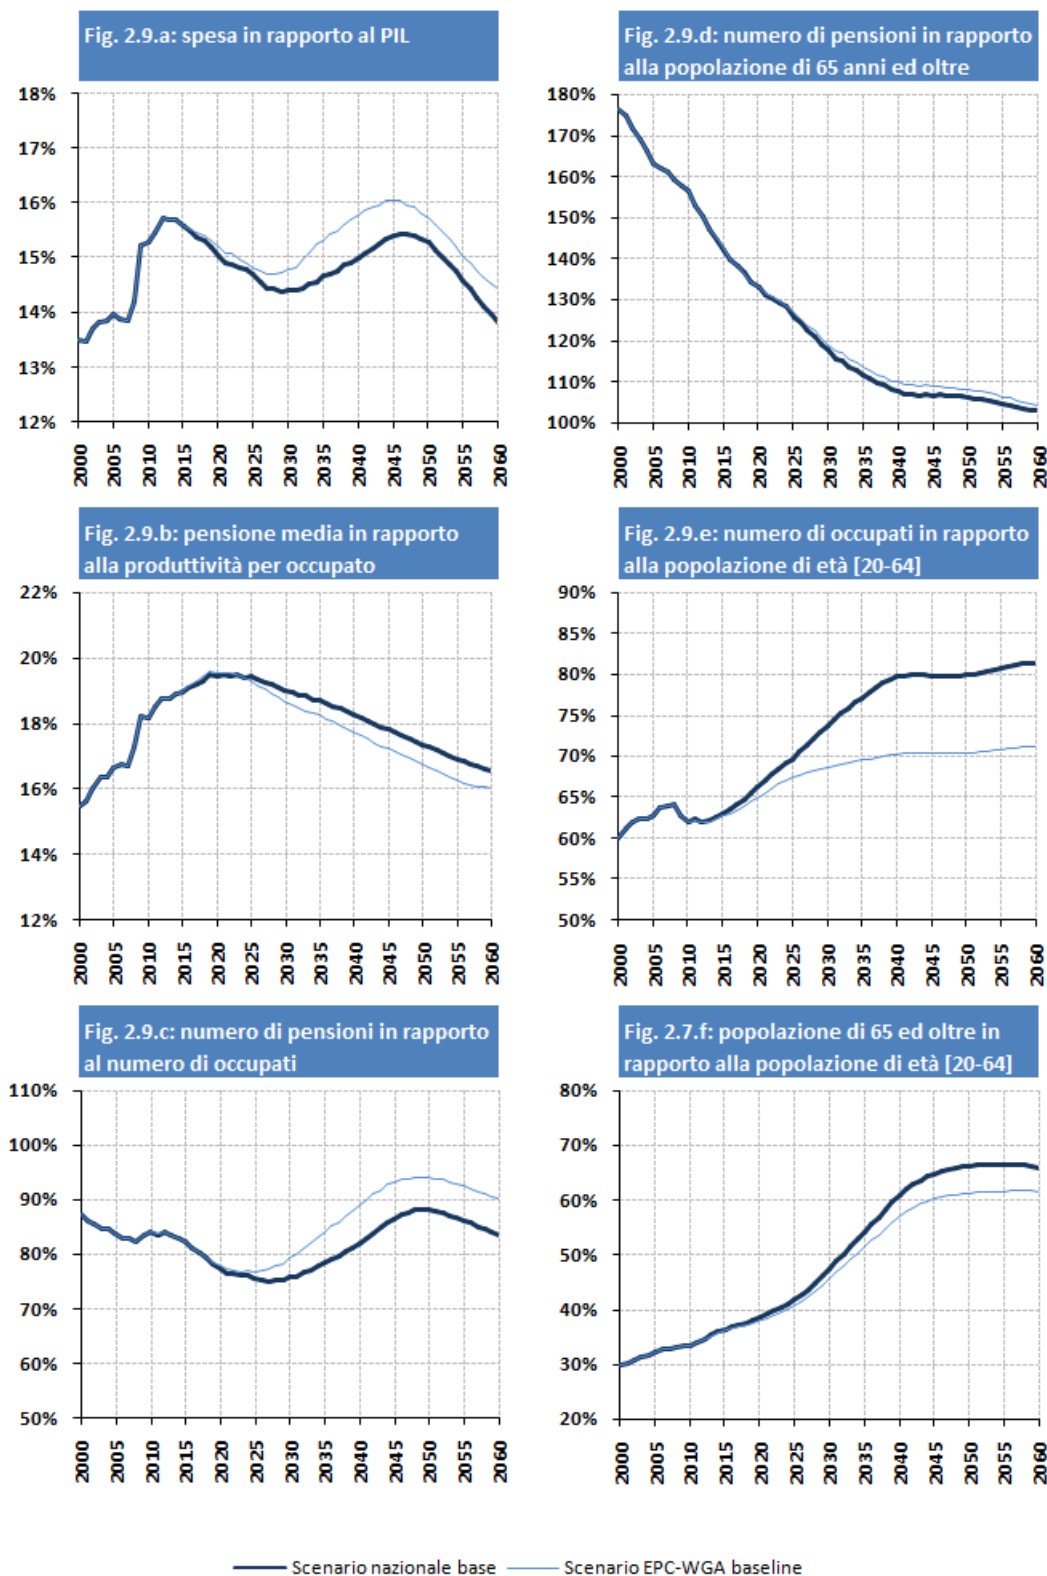 Fig. 2.9.a: spesa in rapporto al PIL
18%
17%
16%
15%
14%
13%
12%
2000 2005 2010 2015 2020 2025 2030 2035 2040 2045 2050 2055 2060
Fig. 2.9.d: numero di pensioni in rapporto
alla popolazione di 65 anni ed oltre
180%
170%
160%
150%
140%
130%
120%
110%
100%
2000 2005 2010 2015 2020 2025 2030 2035 2040 2045 2050 2055 2060
Fig. 2.9.b: pensione media in rapporto
alla produttività per occupato
22%
20%
18%
16%
14%
12%
2000 2005 2010 2015 2020 2025 2030 2035 2040 2045 2050 2055 2060
Fig. 2.9.e: numero di occupati in rapporto
alla popolazione di età [20-64]
90%
85%
80%
75%
70%
65%
60%
55%
50%
2000 2005 2010 2015 2020 2025 2030 2035 2040 2045 2050 2055 2060
Fig. 2.9.c: numero di pensioni in rapporto
al numero di occupati
110%
100%
90%
80%
70%
60%
50%
2000 2005 2010 2015 2020 2025 2030 2035 2040 2045 2050 2055 2060
Fig. 2.7.f: popolazione di 65 ed oltre in
rapporto alla popolazione di età [20-64]
80%
70%
60%
50%
40%
30%
20%
2000 2005 2010 2015 2020 2025 2030 2035 2040 2045 2050 2055 2060
Scenario nazionale base Scenario EPC-WGA baseline